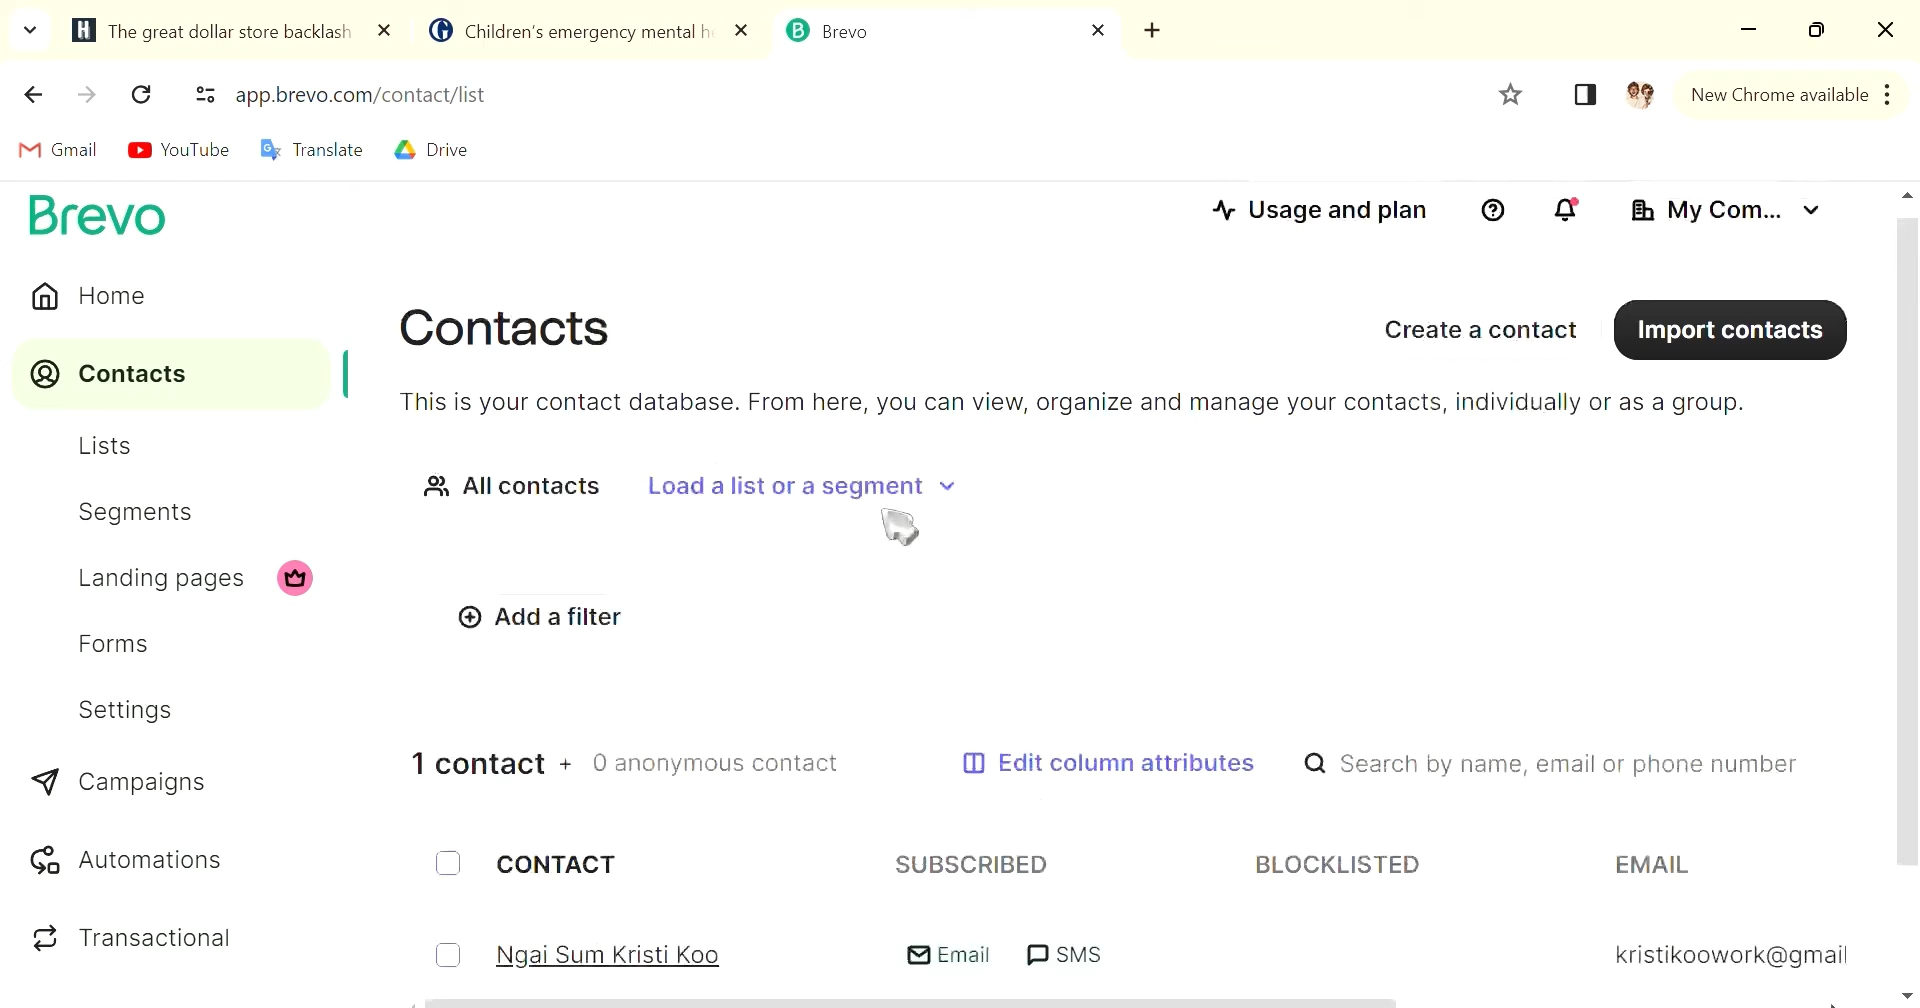 The great dollar store backlash
Children's emergency mental h
Brevo
app.brevo.com/contact/list
New Chrome available
Gmail
YouTube
Translate
Drive
Brevo
Usage and plan
My Com...
Home
Contacts
Create a contact
Import contacts
Contacts
This is your contact database. From here, you can view, organize and manage your contacts, individually or as a group.
Lists
All contacts
Load a list or a segment
Segments
Landing pages
Add a filter
Forms
Settings
1 contact + 0 anonymous contact
Edit column attributes
Search by name, email or phone number
Campaigns
Automations
CONTACT
SUBSCRIBED
BLOCKLISTED
EMAIL
Transactional
Ngai Sum Kristi Koo
Email
SMS
kristikoowork@gmail